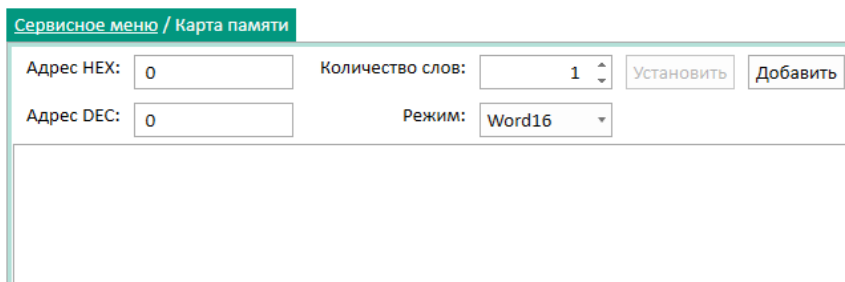 Сервисное меню / Карта памяти
Адрес HEX: 0 Количество слов: 1 Установить Добавить
Адрес DEC: 0 Режим: Word16